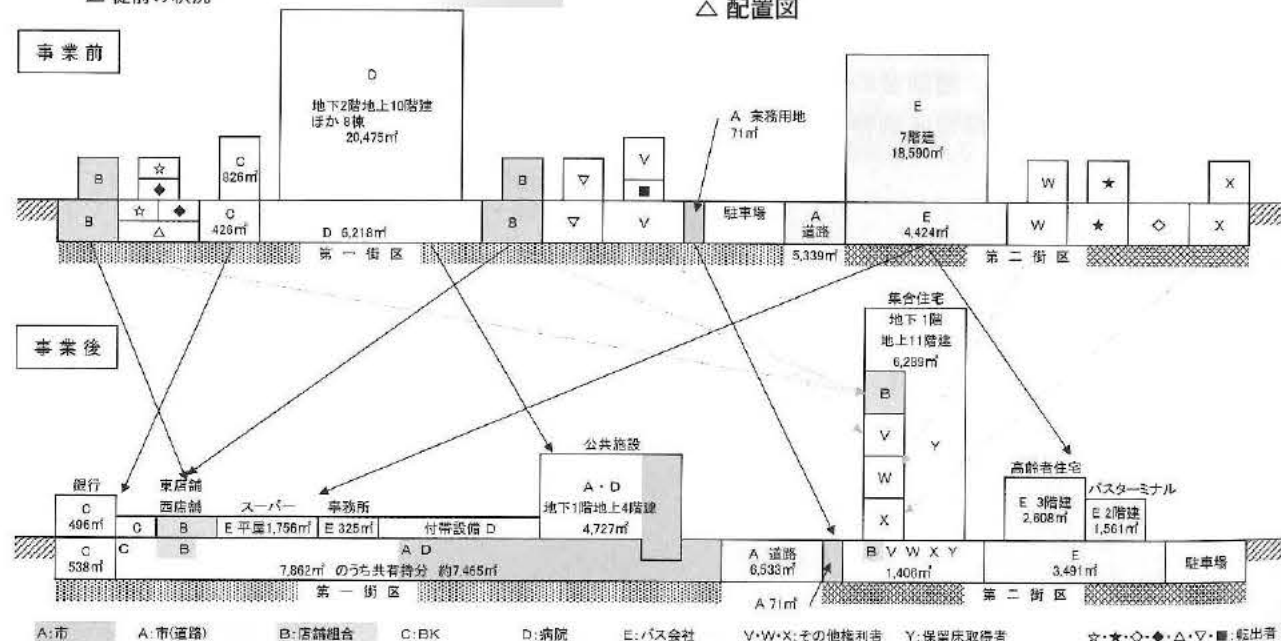 △ 従前の状況
△ 配置図
事業前
D
地下2階地上10階建
ほか 8棟
20,475㎡
E
7階建
18,590㎡
A 業務用地
71㎡
B
☆
◆
C
826㎡
B
▽
V
■
W
★
X
B
☆
◆
△
C
426㎡
D 6,218㎡
B
▽
V
駐車場
A
道路
5,339㎡
E
4,424㎡
W
★
◇
X
第一街区
第二街区
事業後
集合住宅
地下 1階
地上11階建
6,289㎡
B
V
W
X
Y
公共施設
A・D
地下1階地上4階建
4,727㎡
高齢者住宅
E 3階建
2,608㎡
バスターミナル
E 2階建
1,561㎡
銀行
C
496㎡
東店舗
西店舗
スーパー
事務所
C
B
E 平屋1,756㎡
E 325㎡
付帯設備 D
C
538㎡
C
B
A D
7,862㎡ のうち共有持分 約7,465㎡
A 道路
6,533㎡
A 71㎡
B V W X Y
1,406㎡
E
3,491㎡
駐車場
第一街区
第二街区
A:市 A:市(道路) B:店舗組合 C:BK D:病院 E:バス会社 V・W・X:その他権利者 Y:保留床取得者 ☆・★・◇・◆・△・▽・■:転出者